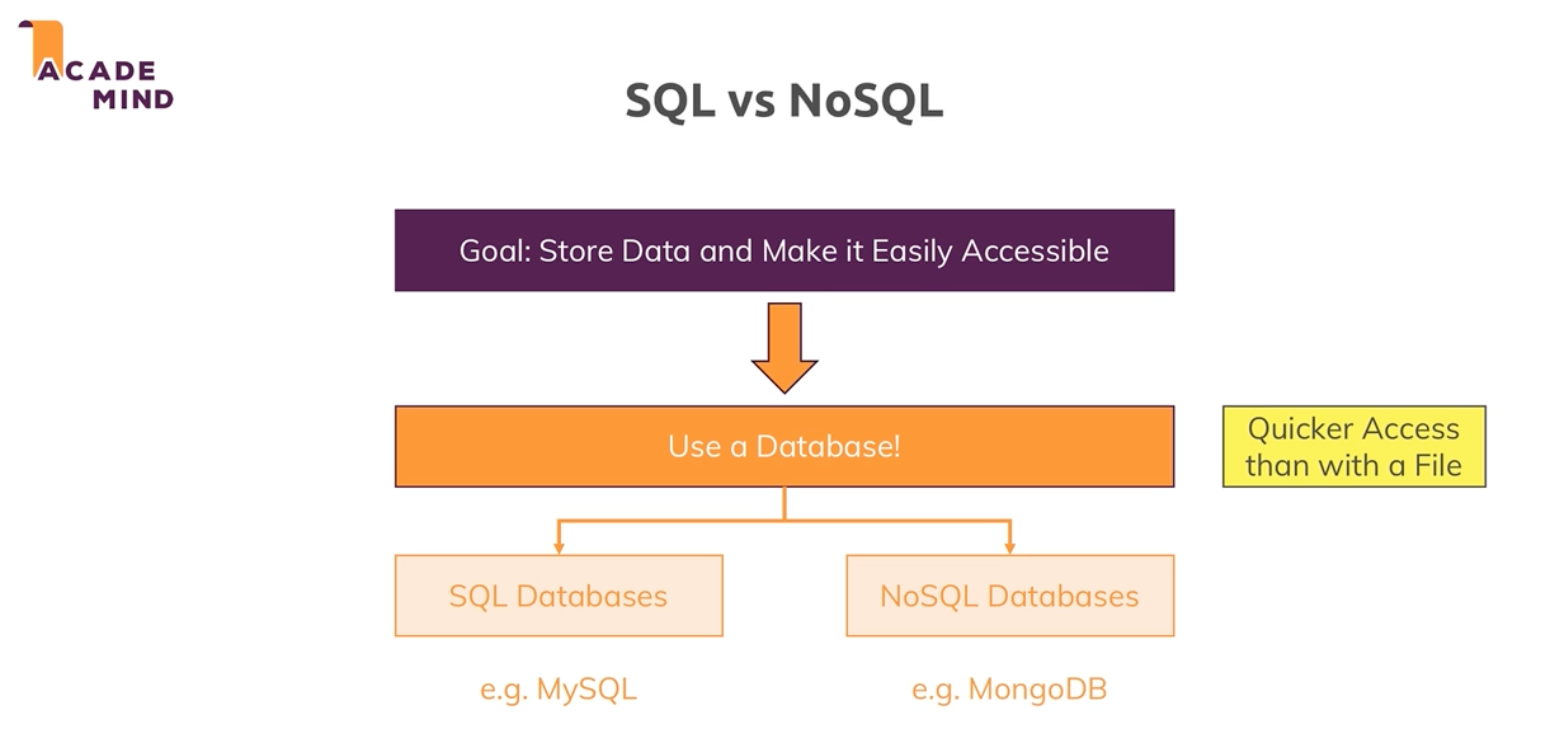 ACADE
MIND
SQL vs NoSQL
Goal: Store Data and Make it Easily Accessible
Use a Database!
Quicker Access
than with a File
SQL Databases
NoSQL Databases
e.g. MySQL
e.g. MongoDB